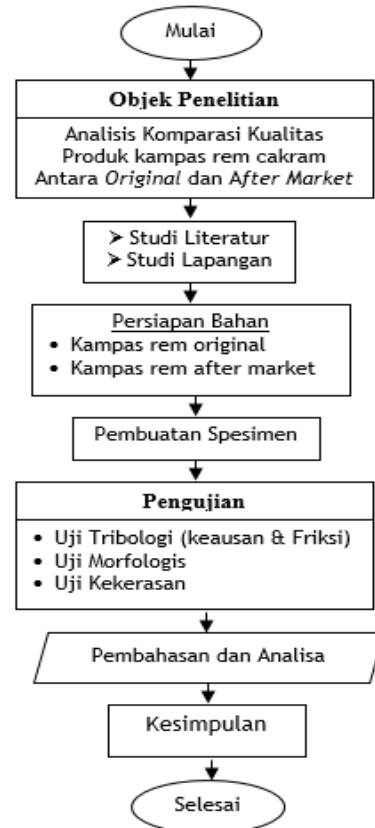 Mulai
Objek Penelitian
Analisis Komparasi Kualitas
Produk kampas rem cakram
Antara Original dan After Market
➤ Studi Literatur
➤ Studi Lapangan
Persiapan Bahan
• Kampas rem original
• Kampas rem after market
Pembuatan Spesimen
Pengujian
• Uji Tribologi (keausan & Friksi)
• Uji Morfologis
• Uji Kekerasan
Pembahasan dan Analisa
Kesimpulan
Selesai